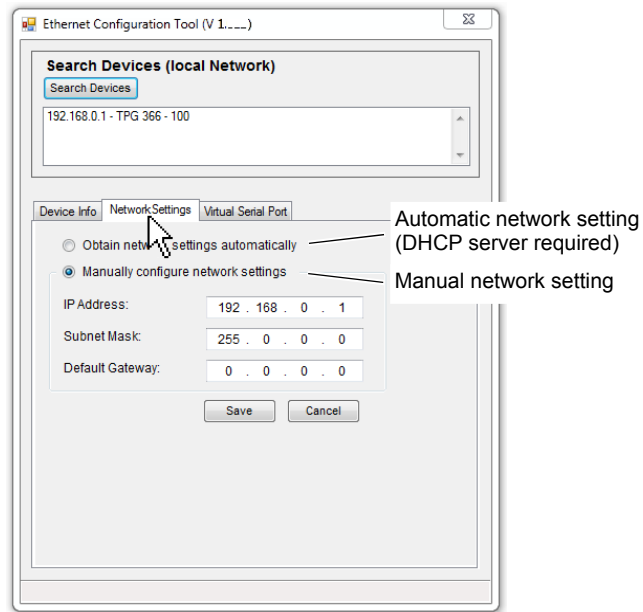 Ethernet Configuration Tool (V 1.___)
Search Devices (local Network)
Search Devices
192.168.0.1 - TPG 366 - 100
Device Info Network Settings Virtual Serial Port
Obtain network settings automatically
Automatic network setting
(DHCP server required)
Manually configure network settings
Manual network setting
IP Address: 192 . 168 . 0 . 1
Subnet Mask: 255 . 0 . 0 . 0
Default Gateway: 0 . 0 . 0 . 0
Save Cancel